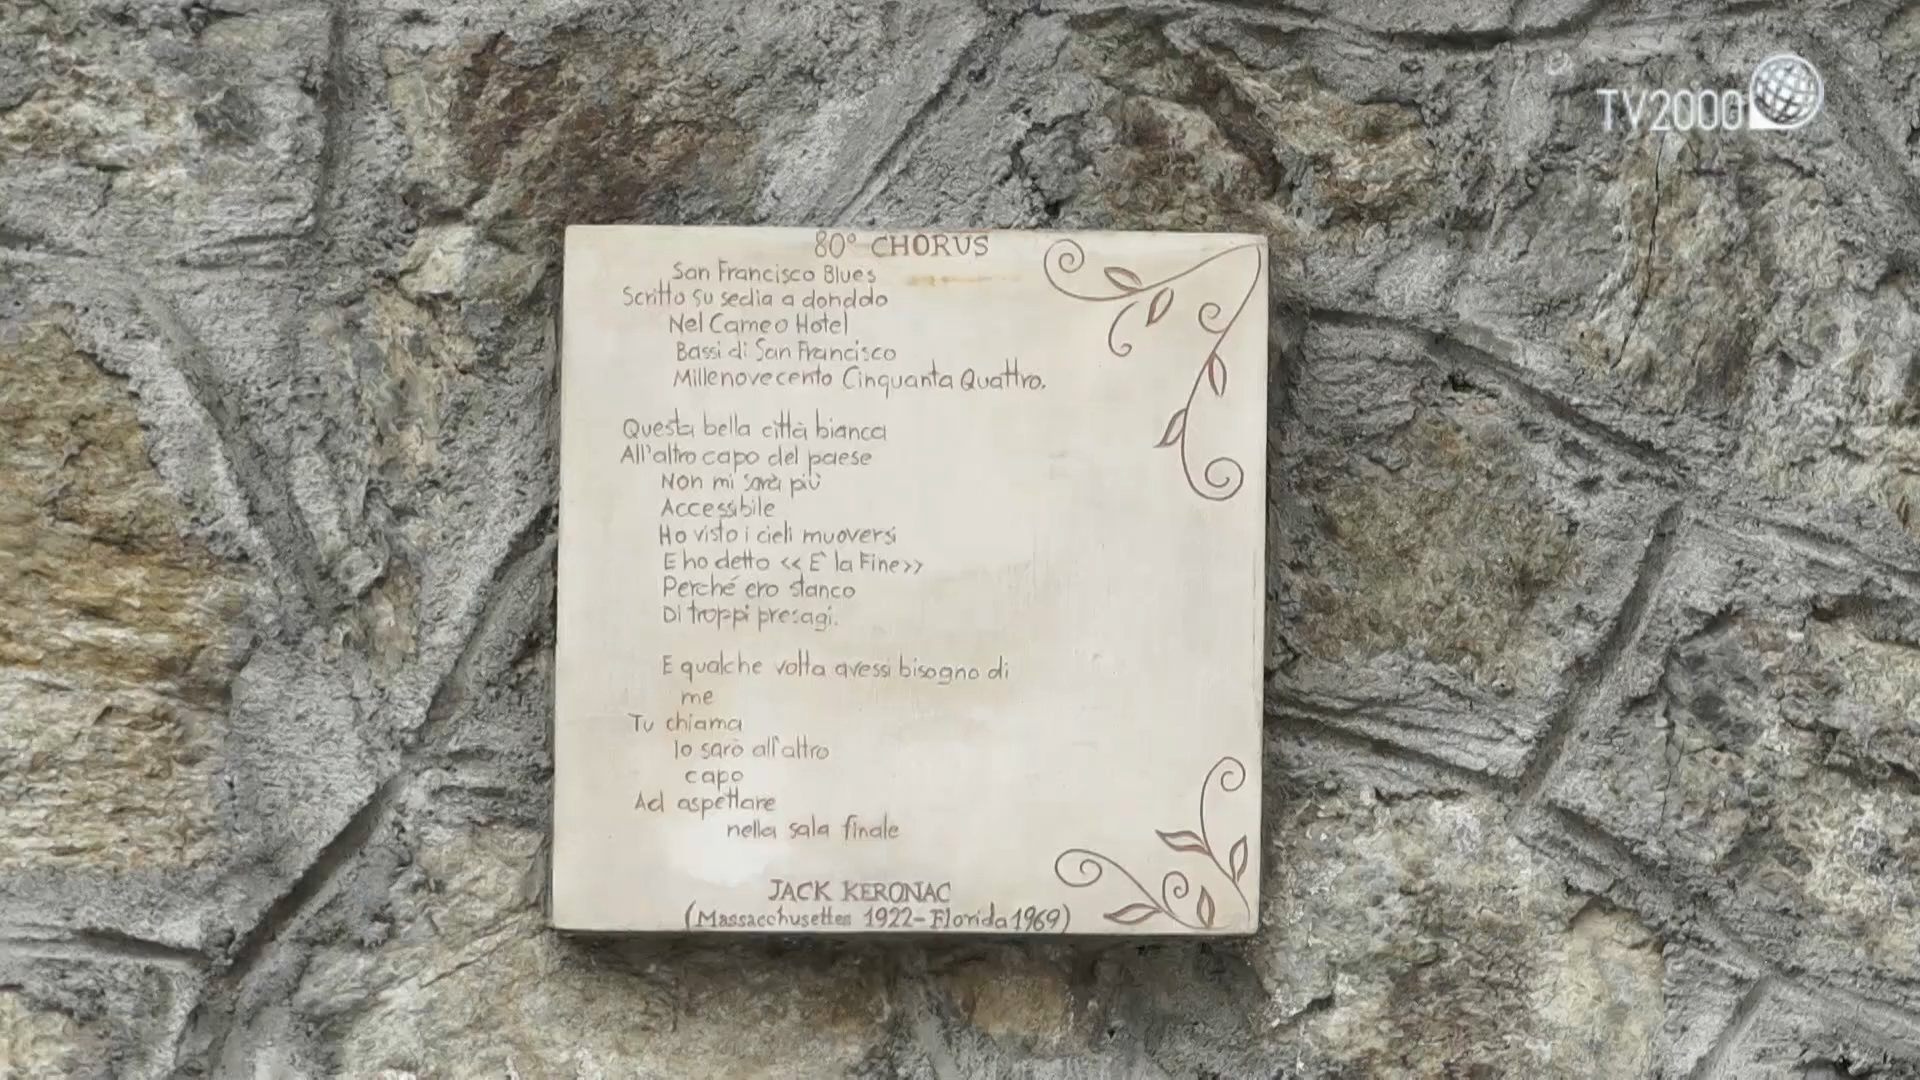 TV2000
80° CHORUS
San Francisco Blues
Scritto su sedia a donddo
Nel Cameo Hotel
Bassi di San Francisco
Millenovecento Cinquanta Quattro.
Questa bella città bianca
All'altro capo del paese
Non mi sarà più
Accessibile
Ho visto i cieli muoversi
E ho detto << E' la Fine>>
Perché ero stanco
Di troppi presagi.
E qualche volta avessi bisogno di
me
Tu chiama
Io sarò all'altro
capo
Ad aspettare
nella sala finale
JACK KERONAC
(Massacchusettes 1922-Florida 1969)